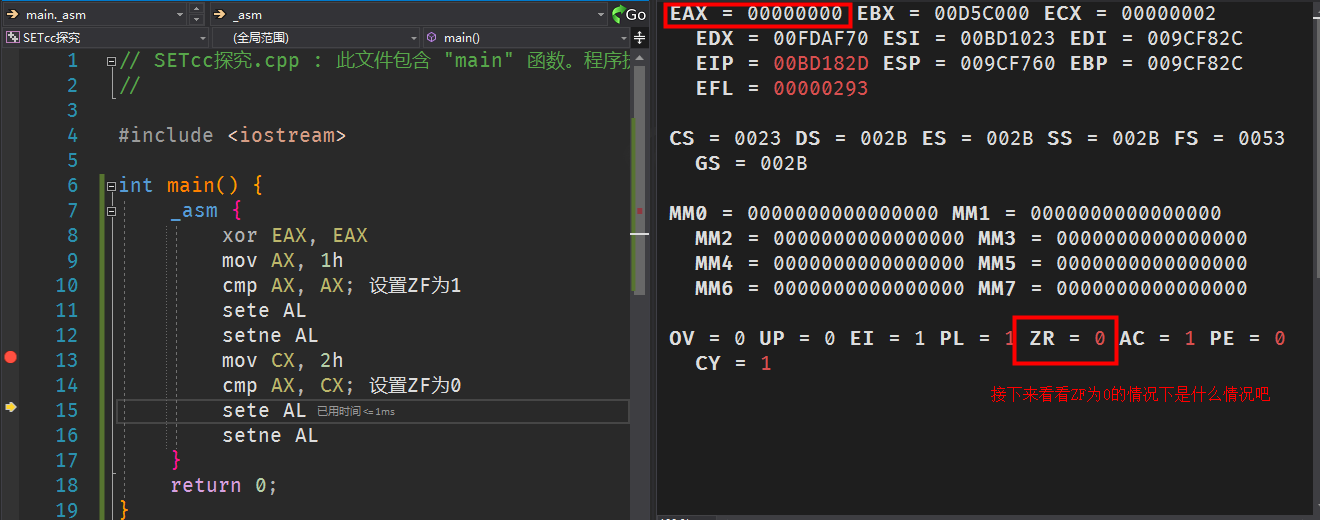 main._asm
_asm
Go
SETcc探究
(全局范围)
main()
1 // SETcc探究.cpp : 此文件包含 "main" 函数。程序
2 //
3
4 #include <iostream>
5
6 int main() {
7 _asm {
8 xor EAX, EAX
9 mov AX, 1h
10 cmp AX, AX; 设置ZF为1
11 sete AL
12 setne AL
13 mov CX, 2h
14 cmp AX, CX; 设置ZF为0
15 sete AL 已用时间 <= 1ms
16 setne AL
17 }
18 return 0;
19 }
EAX = 00000000 EBX = 00D5C000 ECX = 00000002
EDX = 00FDAF70 ESI = 00BD1023 EDI = 009CF82C
EIP = 00BD182D ESP = 009CF760 EBP = 009CF82C
EFL = 00000293
CS = 0023 DS = 002B ES = 002B SS = 002B FS = 0053
GS = 002B
MM0 = 0000000000000000 MM1 = 0000000000000000
MM2 = 0000000000000000 MM3 = 0000000000000000
MM4 = 0000000000000000 MM5 = 0000000000000000
MM6 = 0000000000000000 MM7 = 0000000000000000
OV = 0 UP = 0 EI = 1 PL = 1 ZR = 0 AC = 1 PE = 0
CY = 1
接下来看看ZF为0的情况下是什么情况吧